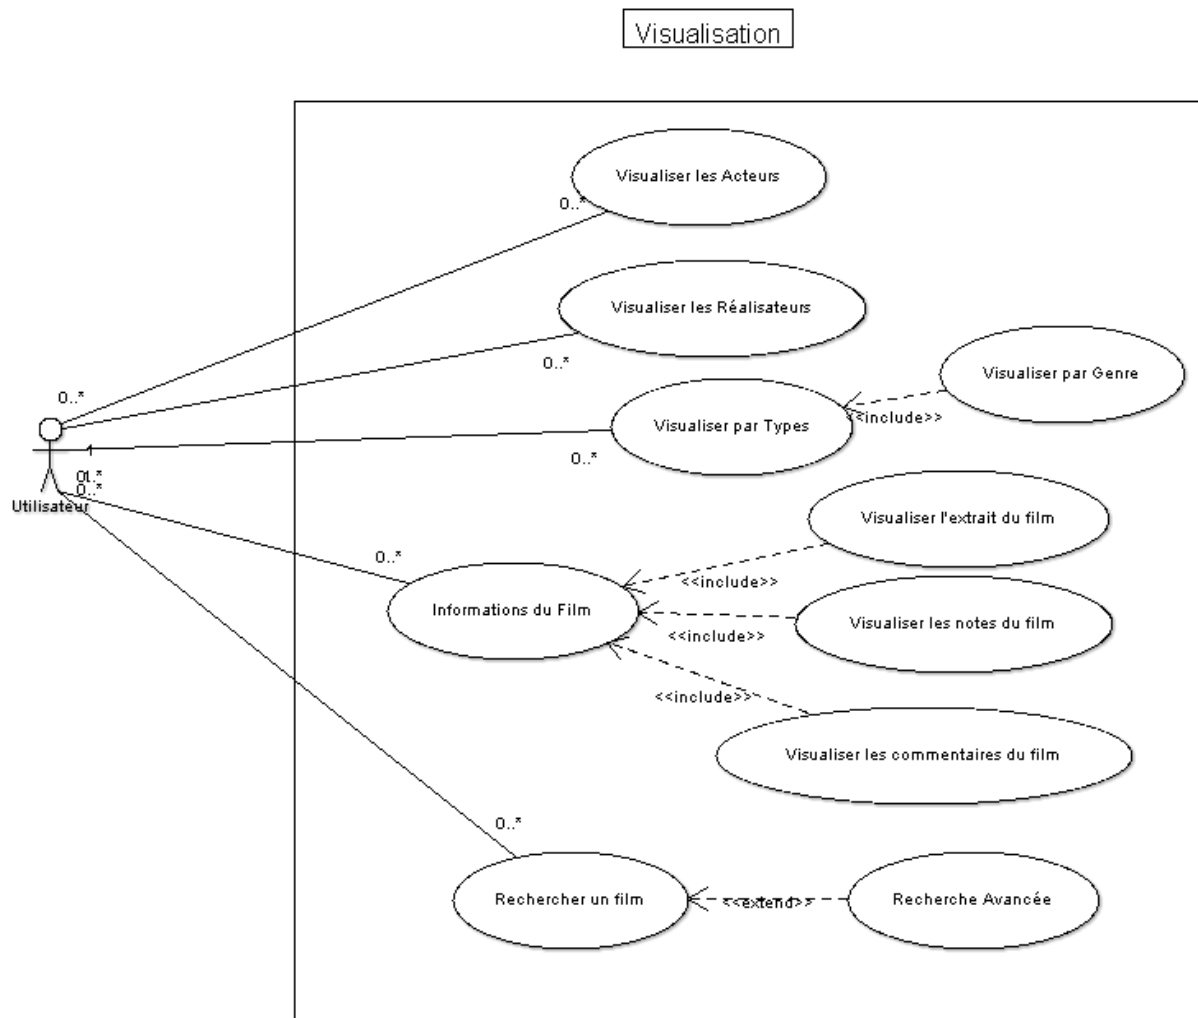 Visualisation
Visualiser les Acteurs
0..*
Visualiser les Réalisateurs
0..*
Visualiser par Genre
<<include>>
0..*
Visualiser par Types
0..*
0..*
Utilisateur
Visualiser l'extrait du film
0..*
<<include>>
Informations du Film
Visualiser les notes du film
<<include>>
<<include>>
Visualiser les commentaires du film
0..*
Rechercher un film
<<extend>>
Recherche Avancée